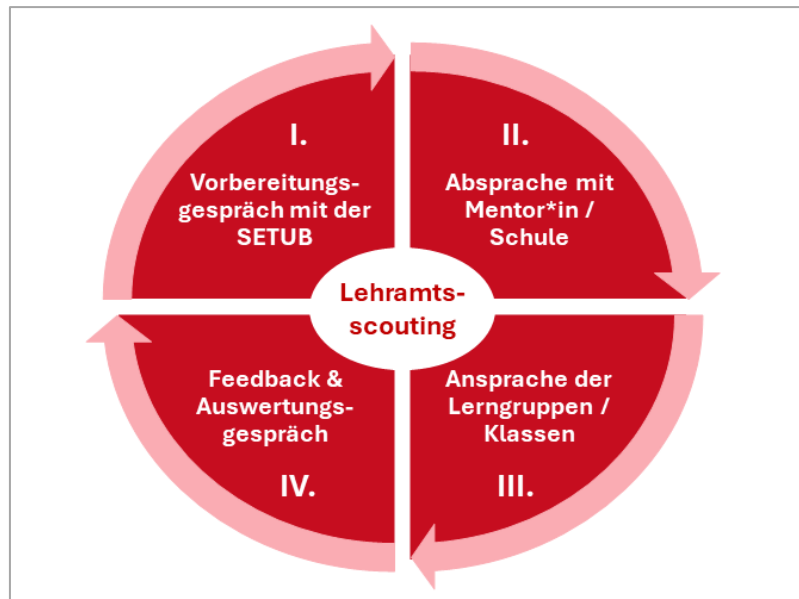 I.
Vorbereitungs-
gespräch mit der
SETUB
II.
Absprache mit
Mentor*in /
Schule
Lehramts-
scouting
Ansprache der
Lerngruppen /
Klassen
III.
Feedback &
Auswertungs-
gespräch
IV.